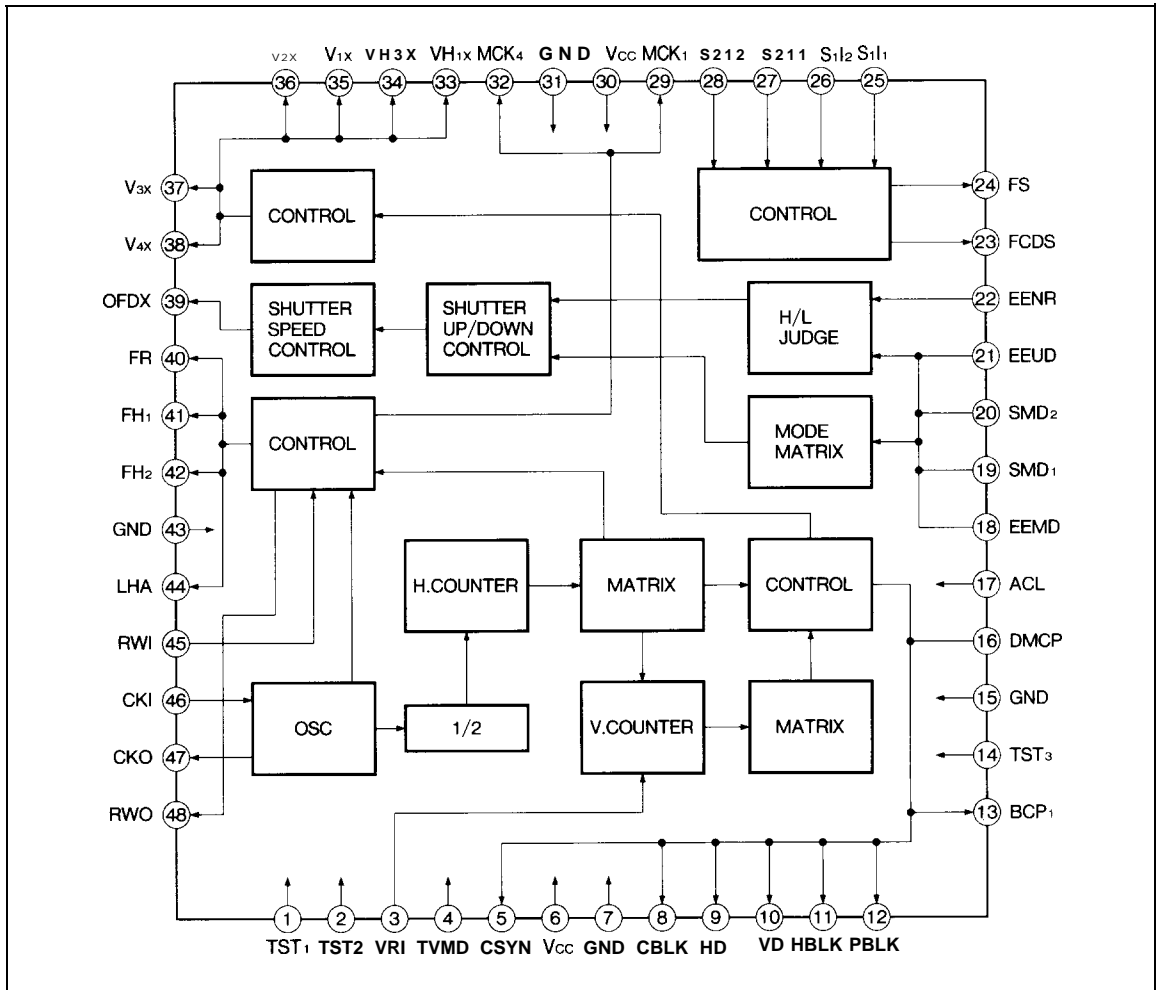 V2X V1X VH3X VH1X MCK4 GND VCC MCK1 S212 S211 S1I2 S1I1
36 35 34 33 32 31 30 29 28 27 26 25
V3X 37
24 FS
CONTROL
CONTROL
V4X 38
23 FCDS
OFDX 39
22 EENR
SHUTTER
SPEED
CONTROL
SHUTTER
UP/DOWN
CONTROL
H/L
JUDGE
FR 40
21 EEUD
FH1 41
20 SMD2
CONTROL
MODE
MATRIX
FH2 42
19 SMD1
GND 43
18 EEMD
LHA 44
H.COUNTER
MATRIX
CONTROL
17 ACL
RWI 45
16 DMCP
CKI 46
15 GND
OSC
1/2
V.COUNTER
MATRIX
CKO 47
14 TST3
RWO 48
13 BCP1
1 2 3 4 5 6 7 8 9 10 11 12
TST1 TST2 VRI TVMD CSYN VCC GND CBLK HD VD HBLK PBLK